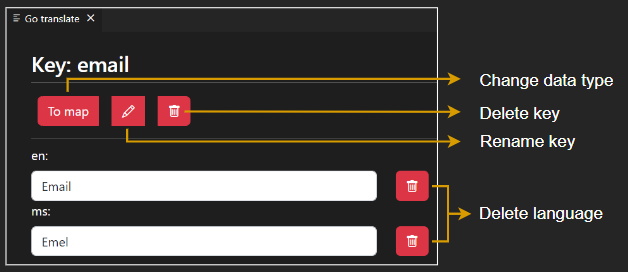 Go translate
Key: email
Change data type
To map
Delete key
Rename key
en:
Email
ms:
Delete language
Emel